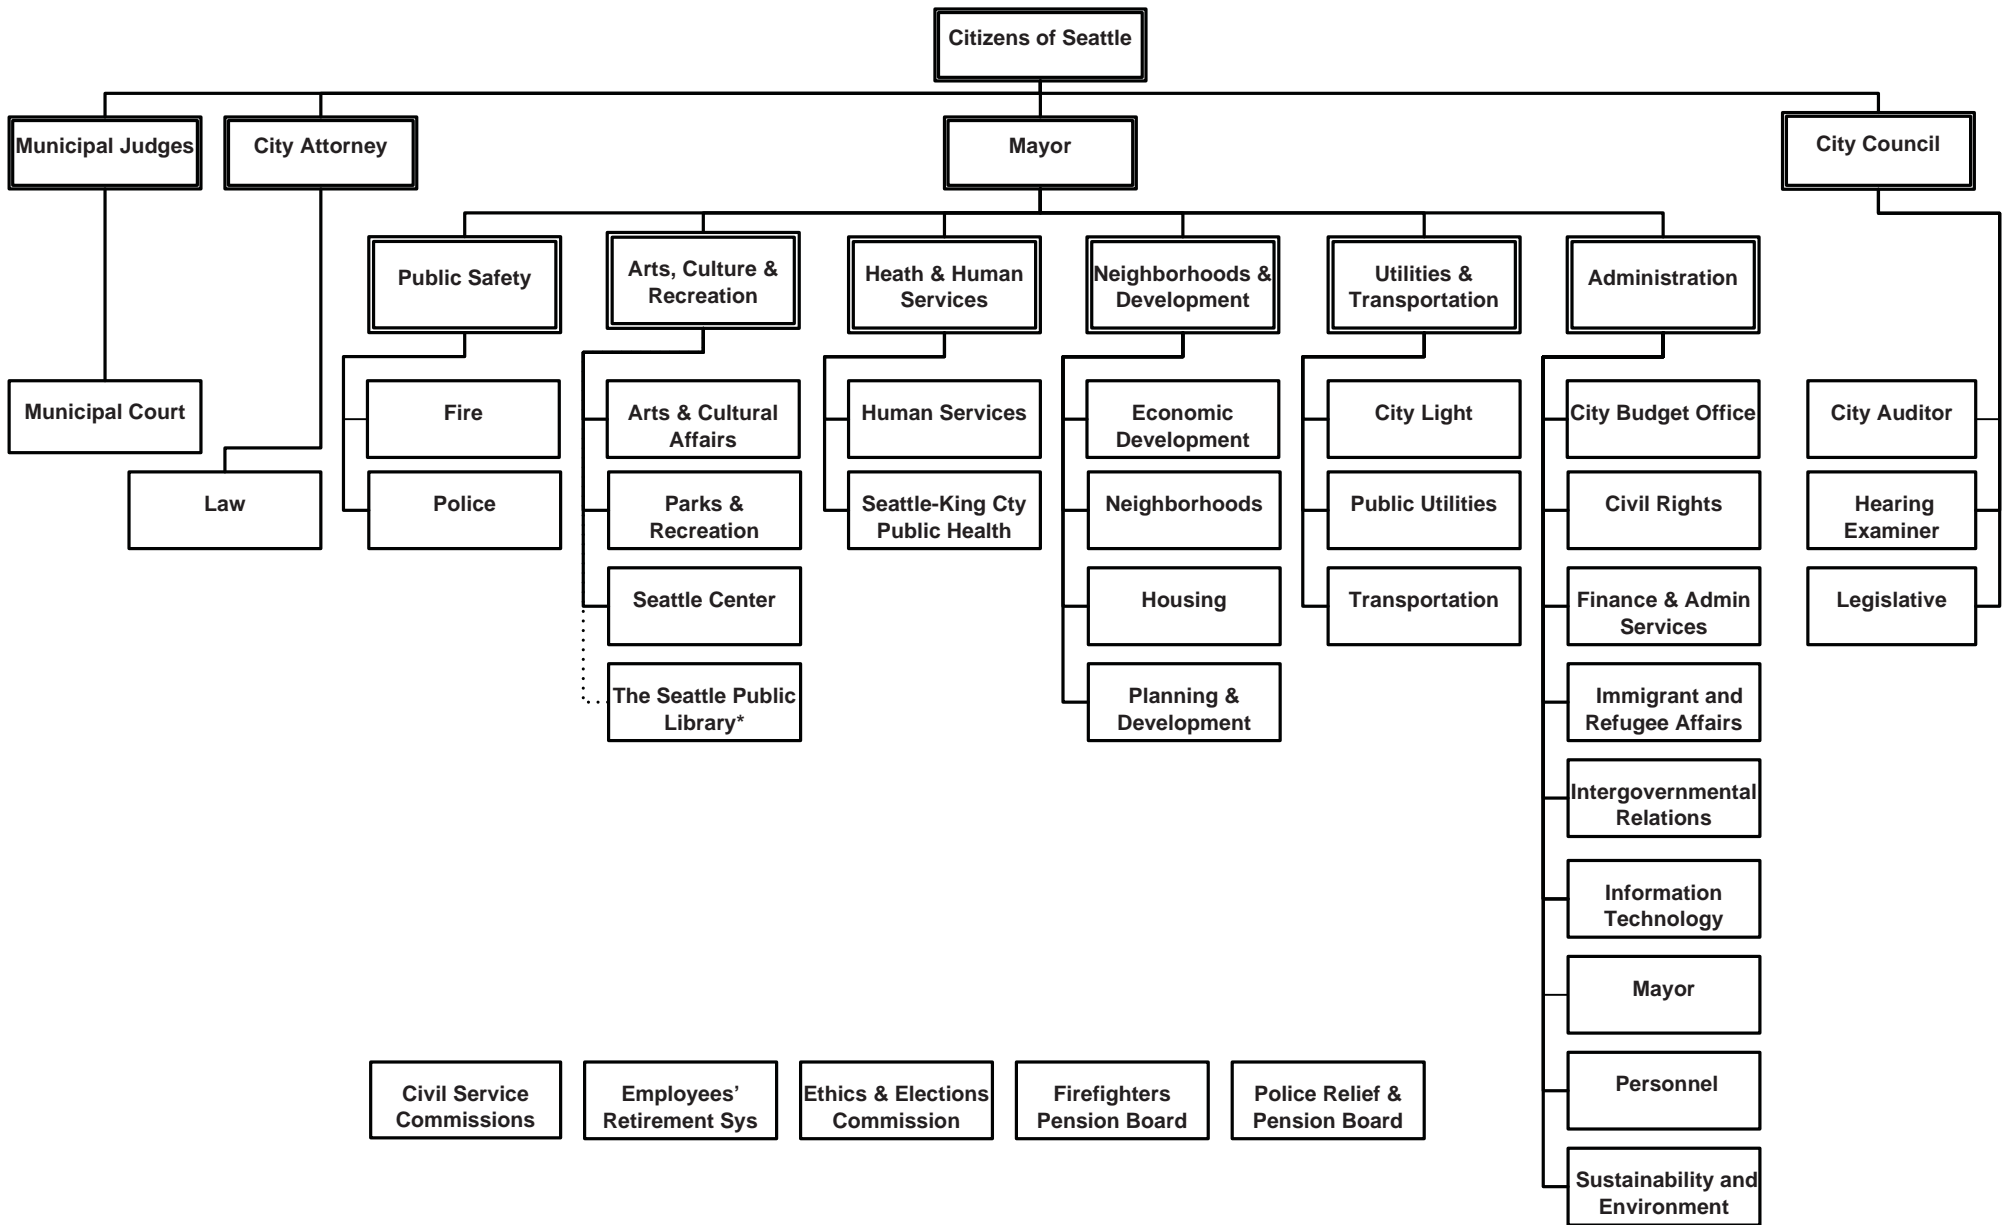 Citizens of Seattle
Municipal Judges
City Attorney
Mayor
City Council
Public Safety
Arts, Culture &
Recreation
Heath & Human
Services
Neighborhoods &
Development
Utilities &
Transportation
Administration
Municipal Court
Law
Fire
Police
Arts & Cultural
Affairs
Parks &
Recreation
Seattle Center
The Seattle Public
Library*
Human Services
Seattle-King Cty
Public Health
Economic
Development
Neighborhoods
Housing
Planning &
Development
City Light
Public Utilities
Transportation
City Budget Office
Civil Rights
Finance & Admin
Services
Immigrant and
Refugee Affairs
Intergovernmental
Relations
Information
Technology
Mayor
Personnel
Sustainability and
Environment
City Auditor
Hearing
Examiner
Legislative
Civil Service
Commissions
Employees’
Retirement Sys
Ethics & Elections
Commission
Firefighters
Pension Board
Police Relief &
Pension Board